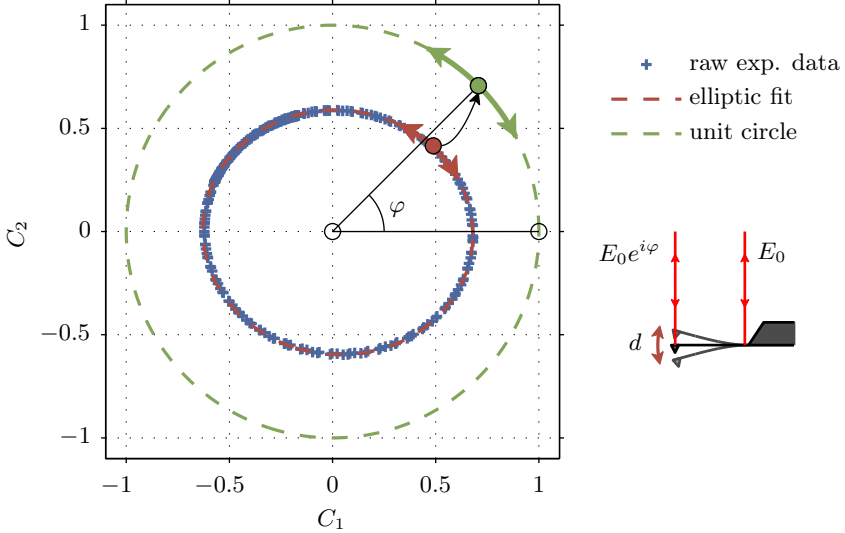 1
0.5
0
−0.5
−1
C₂
−1
−0.5
0
0.5
1
C₁
φ
raw exp. data
elliptic fit
unit circle
E₀e^{iφ}
E₀
d